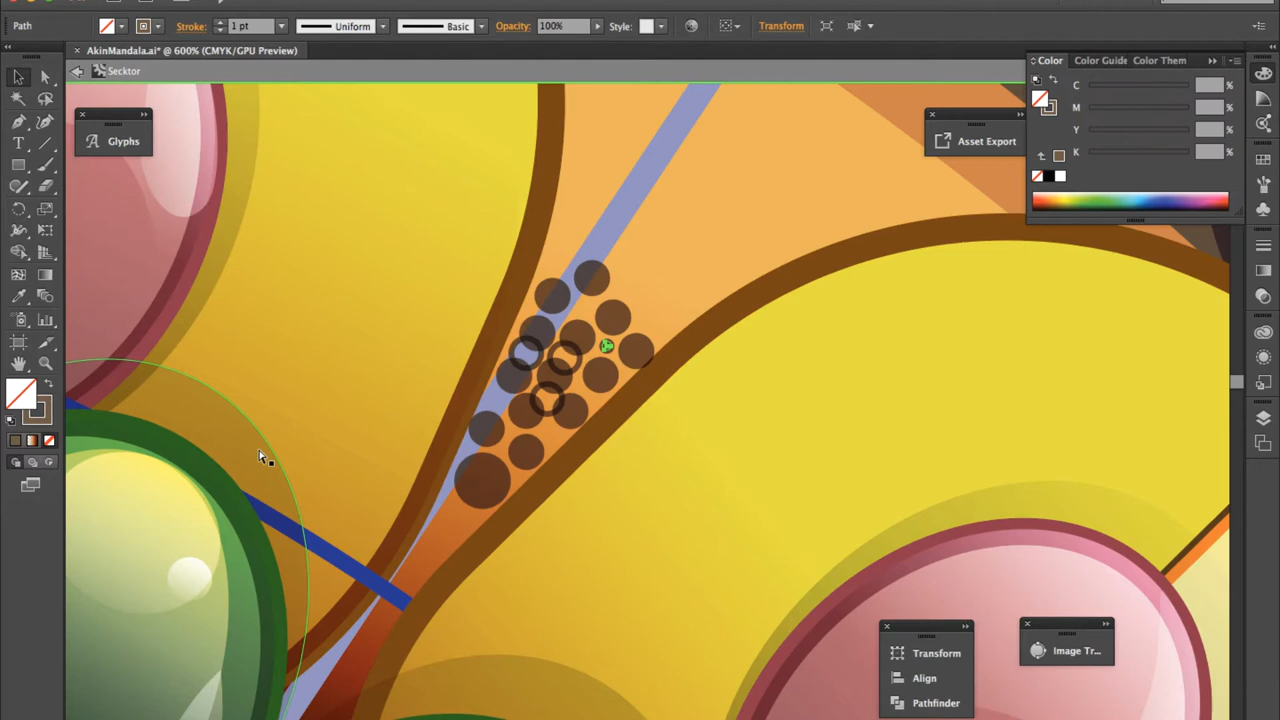 Path
Stroke:
1 pt
Uniform
Basic
Opacity:
100%
Style:
Transform
× AkinMandala.ai* @ 600% (CMYK/GPU Preview)
Secktor
Glyphs
Asset Export
Color
Color Guide
Color Them
C
%
M
%
Y
%
K
%
Transform
Align
Pathfinder
Image Tr...